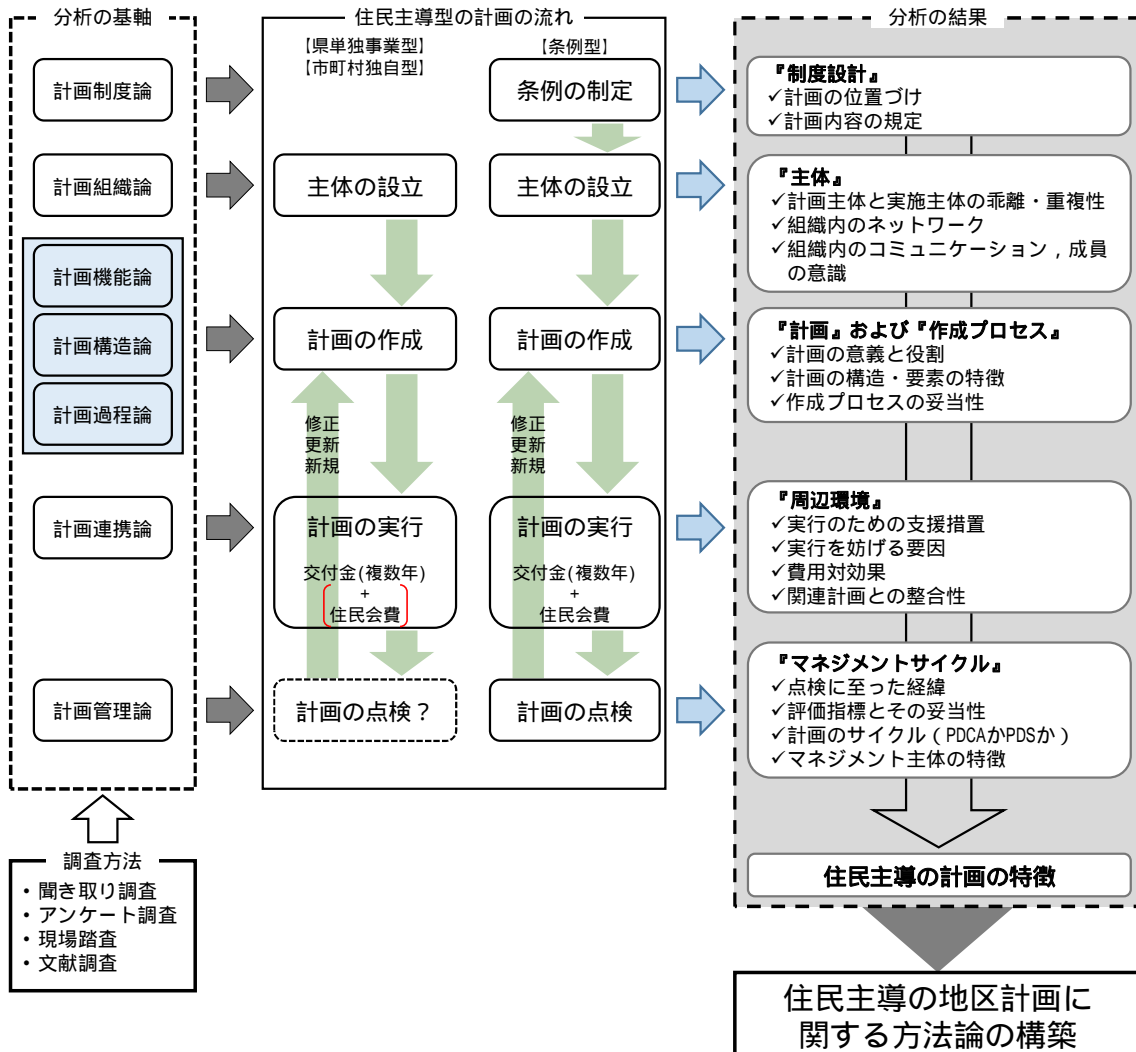 分析の基軸
計画制度論
計画組織論
計画機能論
計画構造論
計画過程論
計画連携論
計画管理論
調査方法
・聞き取り調査
・アンケート調査
・現場踏査
・文献調査
住民主導型の計画の流れ
【県単独事業型】
【市町村独自型】
主体の設立
計画の作成
修正
更新
新規
計画の実行
交付金(複数年)
+
住民会費
計画の点検?
【条例型】
条例の制定
主体の設立
計画の作成
修正
更新
新規
計画の実行
交付金(複数年)
+
住民会費
計画の点検
分析の結果
『制度設計』
✓計画の位置づけ
✓計画内容の規定
『主体』
✓計画主体と実施主体の乖離・重複性
✓組織内のネットワーク
✓組織内のコミュニケーション,成員
の意識
『計画』および『作成プロセス』
✓計画の意義と役割
✓計画の構造・要素の特徴
✓作成プロセスの妥当性
『周辺環境』
✓実行のための支援措置
✓実行を妨げる要因
✓費用対効果
✓関連計画との整合性
『マネジメントサイクル』
✓点検に至った経緯
✓評価指標とその妥当性
✓計画のサイクル(PDCAかPDSか)
✓マネジメント主体の特徴
住民主導の計画の特徴
住民主導の地区計画に
関する方法論の構築